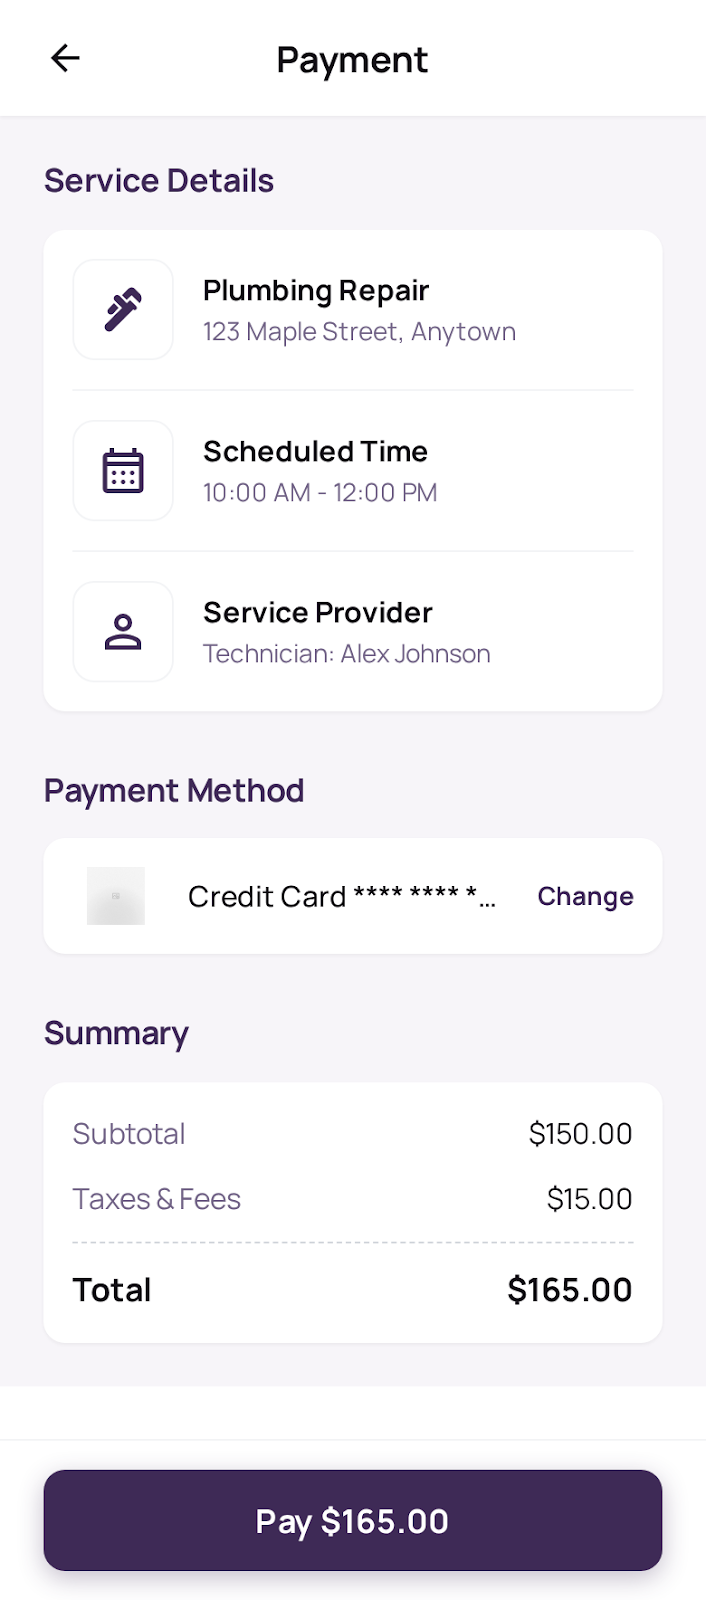 Payment
Service Details
Plumbing Repair
123 Maple Street, Anytown
Scheduled Time
10:00 AM - 12:00 PM
Service Provider
Technician: Alex Johnson
Payment Method
Credit Card **** **** *... Change
Summary
Subtotal $150.00
Taxes & Fees $15.00
Total $165.00
Pay $165.00